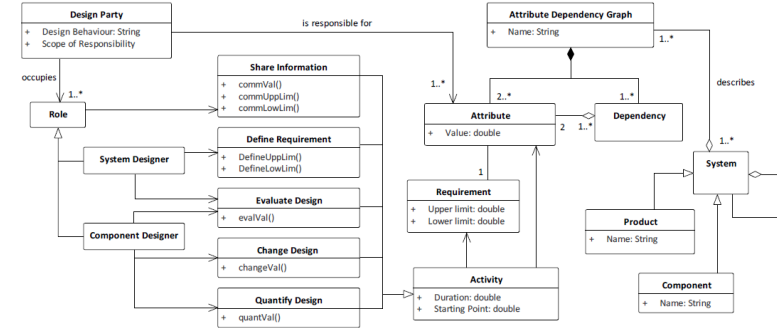 Design Party
+ Design Behaviour: String
+ Scope of Responsibility
is responsible for
Attribute Dependency Graph
+ Name: String
1..*
occupies
1..*
Role
Share Information
+ commVal()
+ commUppLim()
+ commLowLim()
1..*
2..*
1..*
describes
Attribute
+ Value: double
2
1..*
Dependency
1..*
System Designer
Define Requirement
+ DefineUppLim()
+ DefineLowLim()
1
System
Evaluate Design
+ evalVal()
Requirement
+ Upper limit: double
+ Lower limit: double
Product
+ Name: String
Component Designer
Change Design
+ changeVal()
Quantify Design
+ quantVal()
Activity
+ Duration: double
+ Starting Point: double
Component
+ Name: String